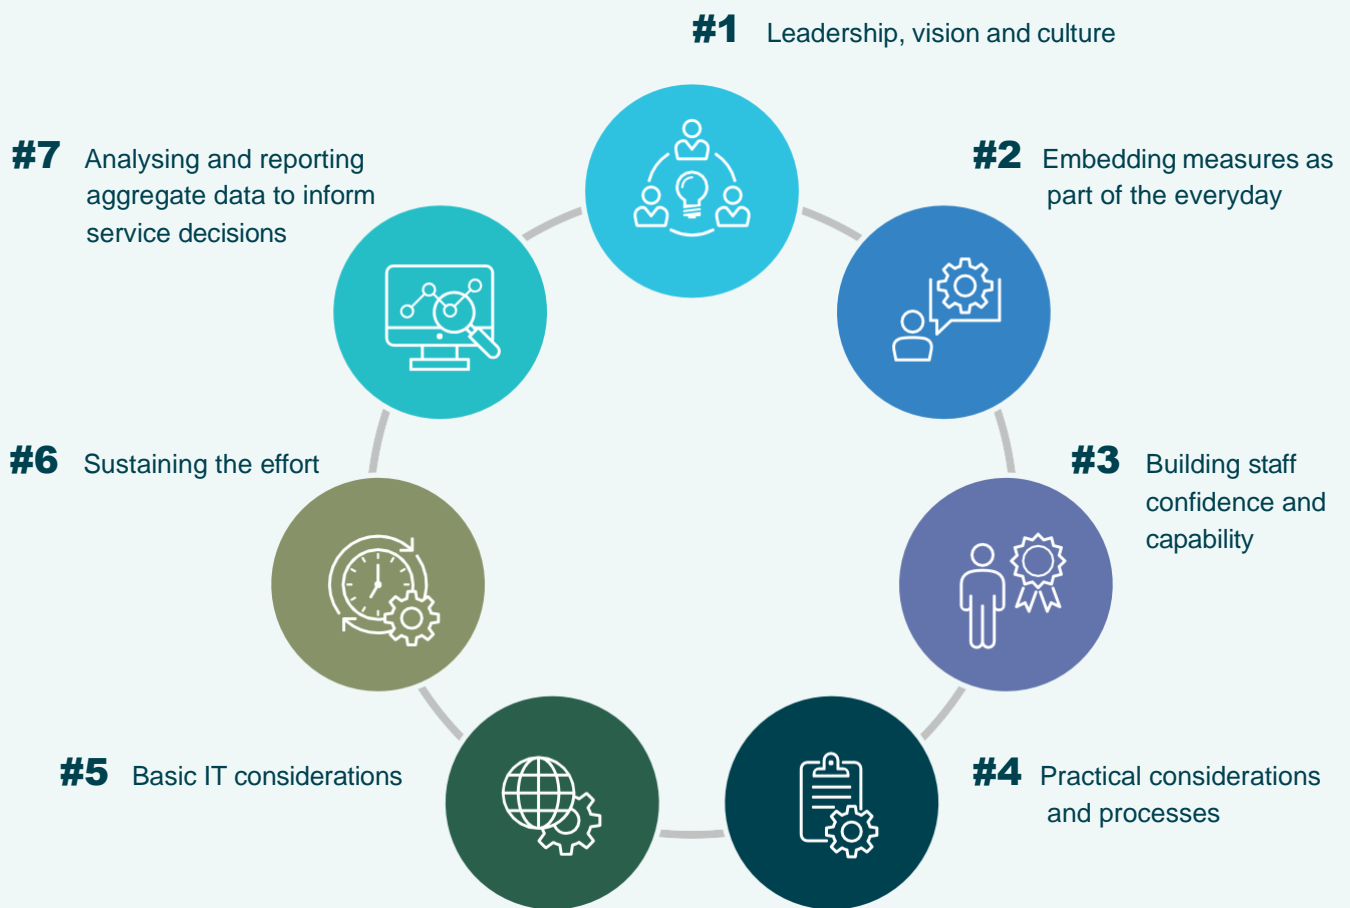 #1 Leadership, vision and culture
#2 Embedding measures as
part of the everyday
#3 Building staff
confidence and
capability
#4 Practical considerations
and processes
#5 Basic IT considerations
#6 Sustaining the effort
#7 Analysing and reporting
aggregate data to inform
service decisions